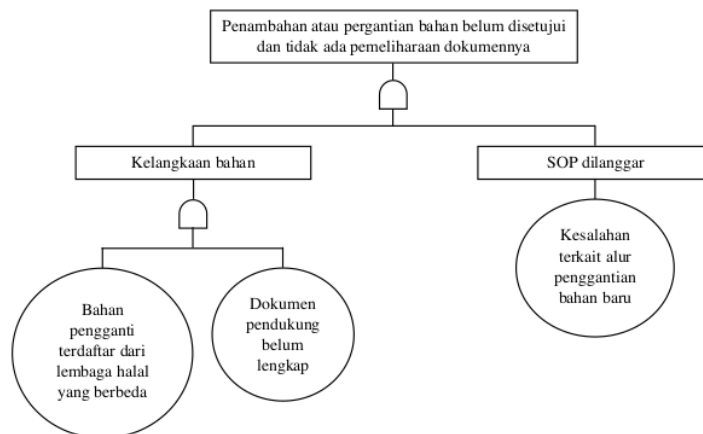 Penambahan atau pergantian bahan belum disetujui
dan tidak ada pemeliharaan dokumennya
Kelangkaan bahan
SOP dilanggar
Bahan
pengganti
terdaftar dari
lembaga halal
yang berbeda
Dokumen
pendukung
belum
lengkap
Kesalahan
terkait alur
penggantian
bahan baru